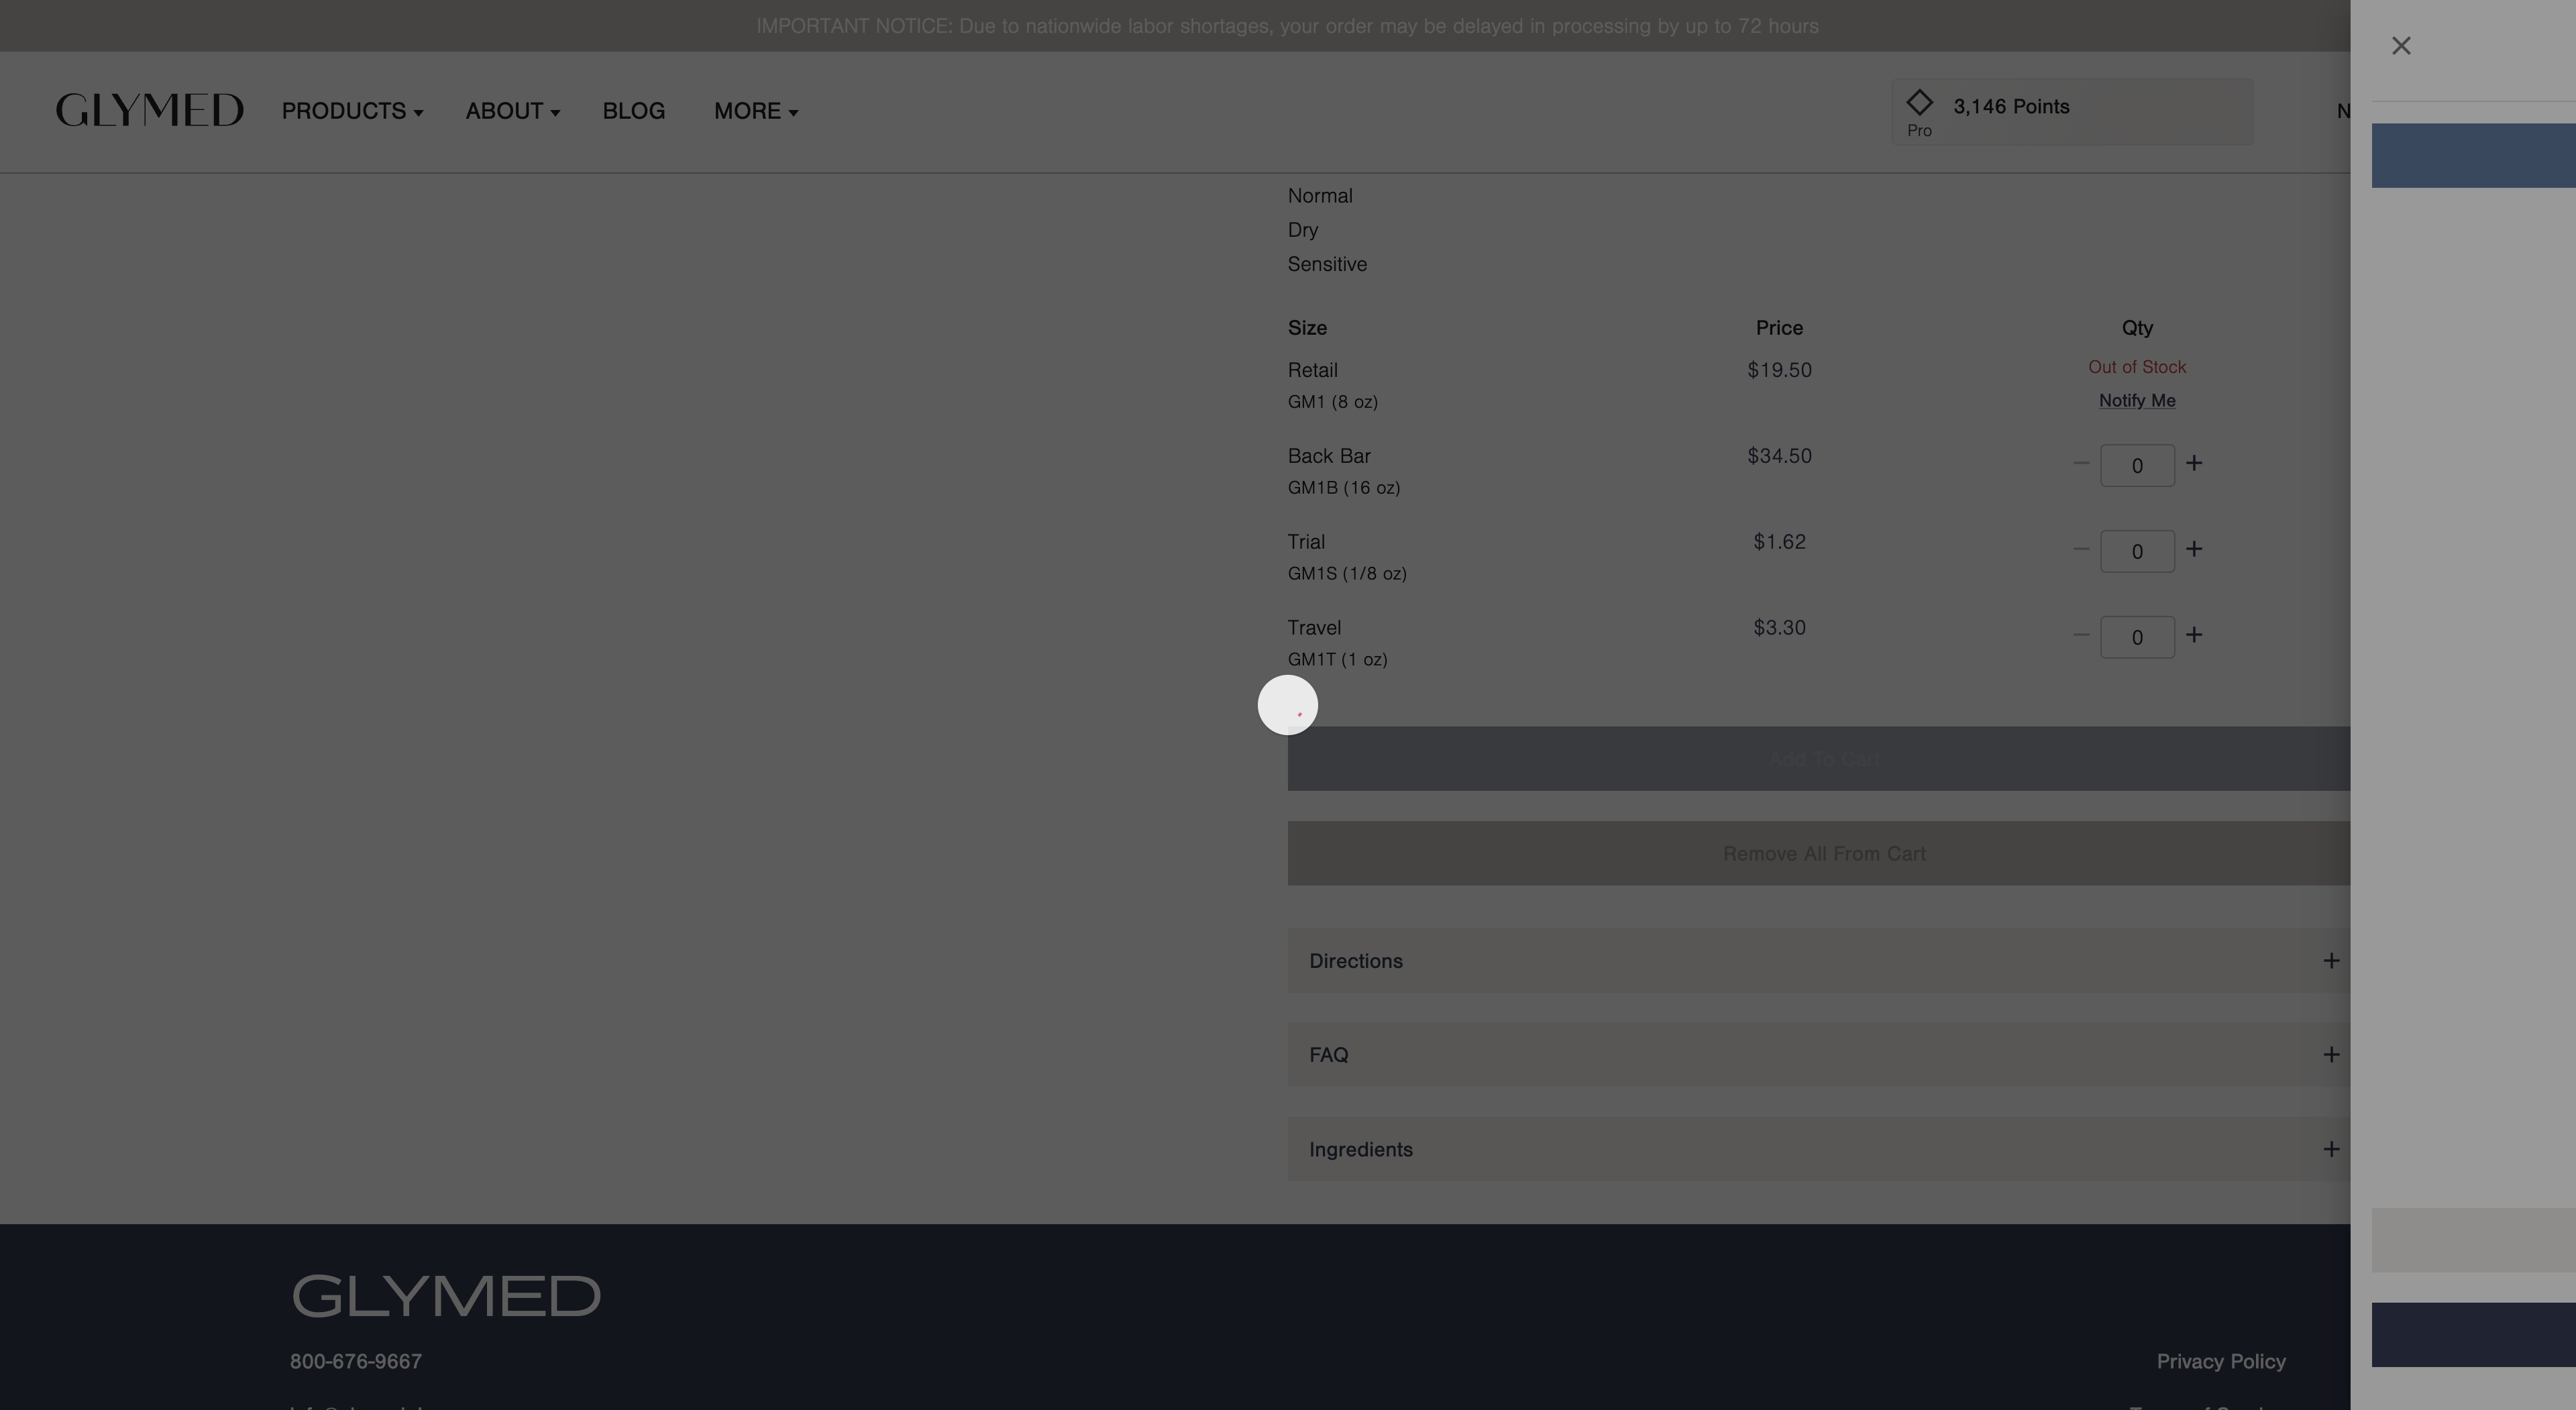 IMPORTANT NOTICE: Due to nationwide labor shortages, your order may be delayed in processing by up to 72 hours
GLYMED PRODUCTS ABOUT BLOG MORE
3,146 Points
Pro
Normal
Dry
Sensitive
Size Price Qty
Retail $19.50 Out of Stock
GM1 (8 oz) Notify Me
Back Bar $34.50 0
GM1B (16 oz)
Trial $1.62 0
GM1S (1/8 oz)
Travel $3.30 0
GM1T (1 oz)
Add To Cart
Remove All From Cart
Directions
FAQ
Ingredients
GLYMED
800-676-9667 Privacy Policy